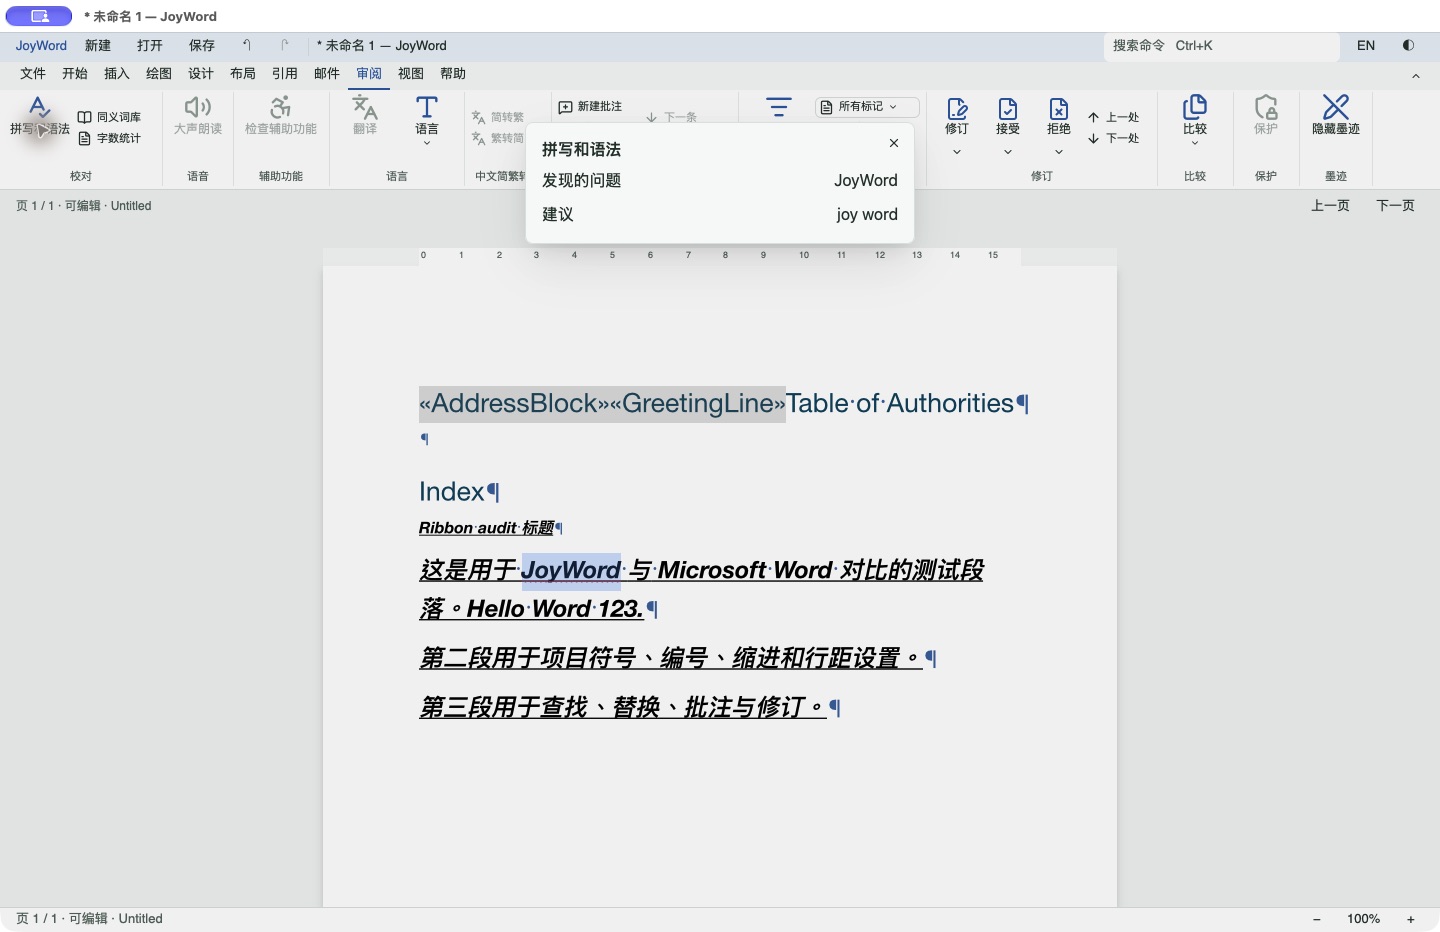 * 未命名 1 — JoyWord
JoyWord 新建 打开 保存 * 未命名 1 — JoyWord 搜索命令 Ctrl+K EN
文件 开始 插入 绘图 设计 布局 引用 邮件 审阅 视图 帮助
拼写 语法 同义词库 字数统计 校对
大声朗读 语音
检查辅助功能 辅助功能
翻译 语言 语言
简转繁 繁转简 中文简繁转
新建批注 下一条
所有标记
修订 接受 拒绝 上一处 下一处 修订
比较 比较
保护 保护
隐藏墨迹 墨迹
拼写和语法
发现的问题 JoyWord
建议 joy word
页 1 / 1 · 可编辑 · Untitled 上一页 下一页
0 1 2 3 4 5 6 7 8 9 10 11 12 13 14 15
«AddressBlock»«GreetingLine»Table·of·Authorities¶
¶
Index¶
Ribbon·audit·标题¶
这是用于·JoyWord·与·Microsoft·Word·对比的测试段
落。Hello·Word·123.¶
第二段用于项目符号、编号、缩进和行距设置。¶
第三段用于查找、替换、批注与修订。¶
页 1 / 1 · 可编辑 · Untitled − 100% +